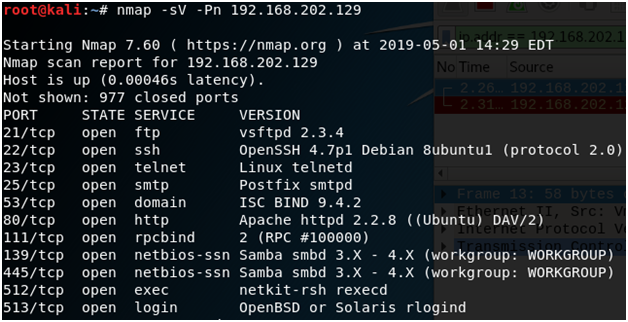 root@kali:~# nmap -sV -Pn 192.168.202.129
Starting Nmap 7.60 ( https://nmap.org ) at 2019-05-01 14:29 EDT
Nmap scan report for 192.168.202.129
Host is up (0.00046s latency).
Not shown: 977 closed ports
PORT STATE SERVICE VERSION
21/tcp open ftp vsftpd 2.3.4
22/tcp open ssh OpenSSH 4.7p1 Debian 8ubuntu1 (protocol 2.0)
23/tcp open telnet Linux telnetd
25/tcp open smtp Postfix smtpd
53/tcp open domain ISC BIND 9.4.2
80/tcp open http Apache httpd 2.2.8 ((Ubuntu) DAV/2)
111/tcp open rpcbind 2 (RPC #100000)
139/tcp open netbios-ssn Samba smbd 3.X - 4.X (workgroup: WORKGROUP)
445/tcp open netbios-ssn Samba smbd 3.X - 4.X (workgroup: WORKGROUP)
512/tcp open exec netkit-rsh rexecd
513/tcp open login OpenBSD or Solaris rlogind
ip.addr == 192.168.202.1
No Time Source
2.26… 192.168.202.12
2.31… 192.168.202.12
Frame 13: 58 bytes
Ethernet II, Src: V
Internet Protocol Ve
Transmission Contro